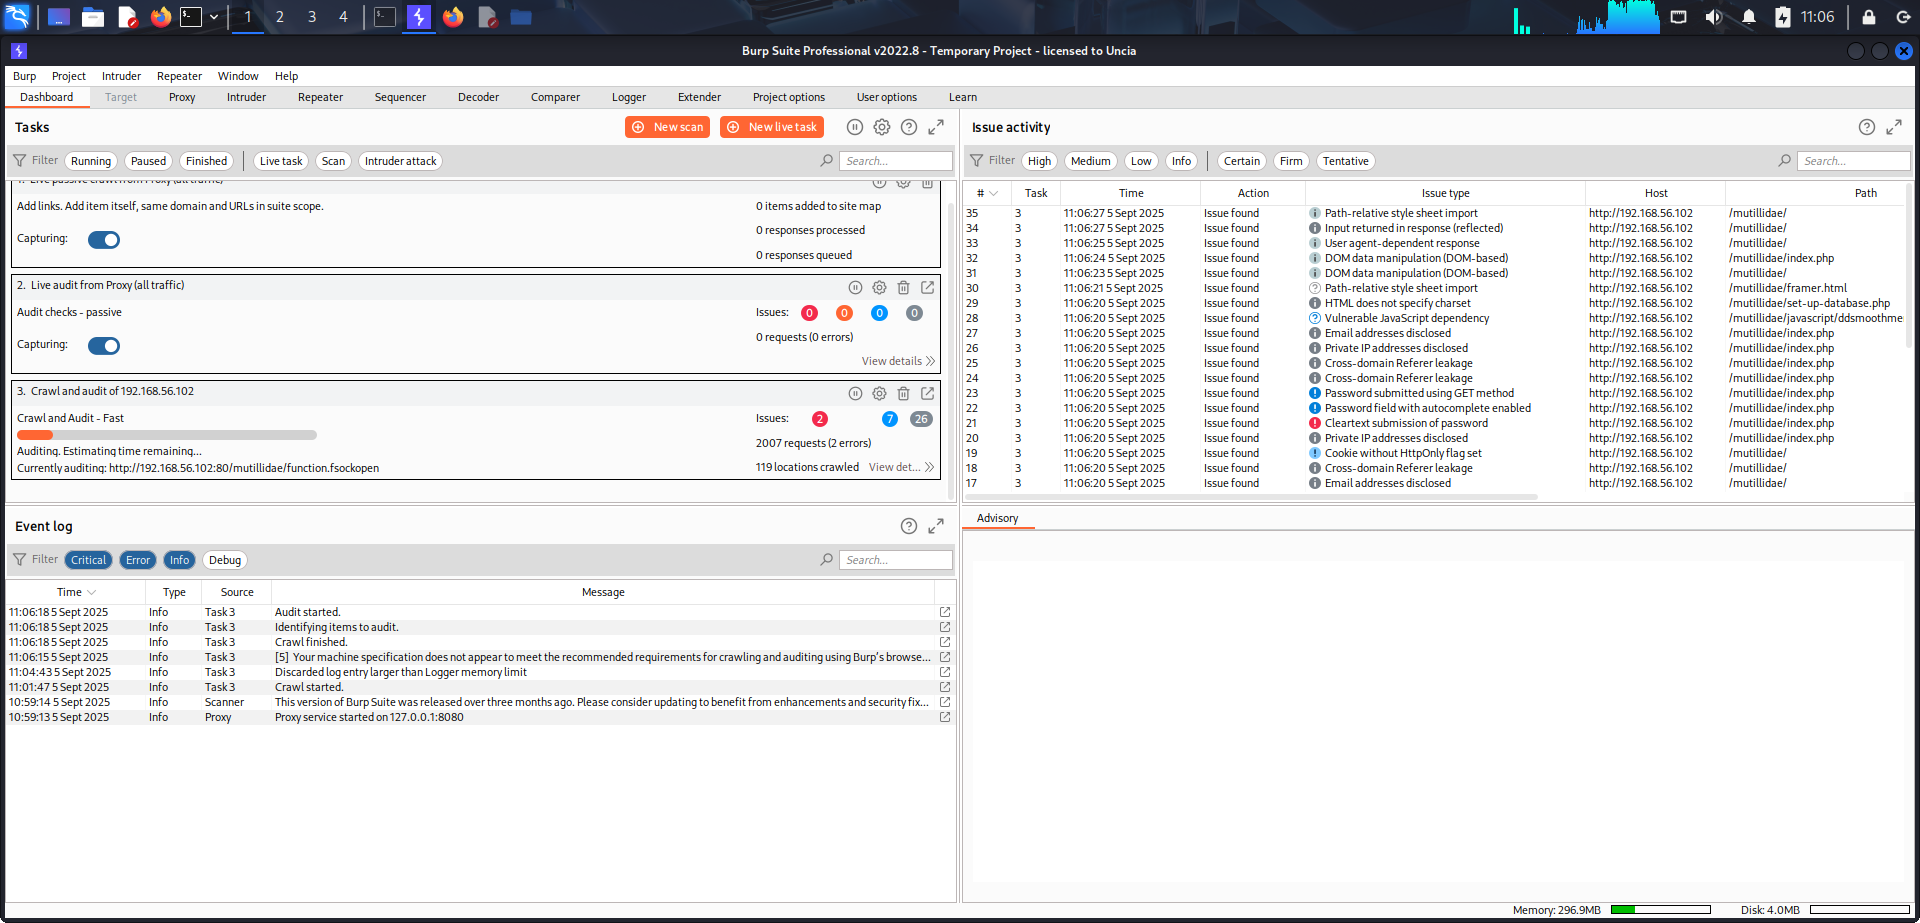 1 2 3 4 11:06
Burp Suite Professional v2022.8 - Temporary Project - licensed to Uncia
Burp Project Intruder Repeater Window Help
Dashboard Target Proxy Intruder Repeater Sequencer Decoder Comparer Logger Extender Project options User options Learn
Tasks New scan New live task
Filter Running Paused Finished Live task Scan Intruder attack Search...
1. Live passive crawl from Proxy (all traffic)
Add links. Add item itself, same domain and URLs in suite scope. 0 items added to site map
0 responses processed
Capturing:
0 responses queued
2. Live audit from Proxy (all traffic)
Audit checks - passive Issues: 0 0 0 0
0 requests (0 errors)
Capturing:
View details
3. Crawl and audit of 192.168.56.102
Crawl and Audit - Fast Issues: 2 7 26
2007 requests (2 errors)
Auditing. Estimating time remaining...
Currently auditing: http://192.168.56.102:80/mutillidae/function.fsockopen 119 locations crawled View det...
Issue activity
Filter High Medium Low Info Certain Firm Tentative Search...
# Task Time Action Issue type Host Path
35 3 11:06:27 5 Sept 2025 Issue found Path-relative style sheet import http://192.168.56.102 /mutillidae/
34 3 11:06:27 5 Sept 2025 Issue found Input returned in response (reflected) http://192.168.56.102 /mutillidae/
33 3 11:06:25 5 Sept 2025 Issue found User agent-dependent response http://192.168.56.102 /mutillidae/
32 3 11:06:24 5 Sept 2025 Issue found DOM data manipulation (DOM-based) http://192.168.56.102 /mutillidae/index.php
31 3 11:06:23 5 Sept 2025 Issue found DOM data manipulation (DOM-based) http://192.168.56.102 /mutillidae/
30 3 11:06:21 5 Sept 2025 Issue found Path-relative style sheet import http://192.168.56.102 /mutillidae/framer.html
29 3 11:06:20 5 Sept 2025 Issue found HTML does not specify charset http://192.168.56.102 /mutillidae/set-up-database.php
28 3 11:06:20 5 Sept 2025 Issue found Vulnerable JavaScript dependency http://192.168.56.102 /mutillidae/javascript/ddsmoothme
27 3 11:06:20 5 Sept 2025 Issue found Email addresses disclosed http://192.168.56.102 /mutillidae/index.php
26 3 11:06:20 5 Sept 2025 Issue found Private IP addresses disclosed http://192.168.56.102 /mutillidae/index.php
25 3 11:06:20 5 Sept 2025 Issue found Cross-domain Referer leakage http://192.168.56.102 /mutillidae/index.php
24 3 11:06:20 5 Sept 2025 Issue found Cross-domain Referer leakage http://192.168.56.102 /mutillidae/index.php
23 3 11:06:20 5 Sept 2025 Issue found Password submitted using GET method http://192.168.56.102 /mutillidae/index.php
22 3 11:06:20 5 Sept 2025 Issue found Password field with autocomplete enabled http://192.168.56.102 /mutillidae/index.php
21 3 11:06:20 5 Sept 2025 Issue found Cleartext submission of password http://192.168.56.102 /mutillidae/index.php
20 3 11:06:20 5 Sept 2025 Issue found Private IP addresses disclosed http://192.168.56.102 /mutillidae/index.php
19 3 11:06:20 5 Sept 2025 Issue found Cookie without HttpOnly flag set http://192.168.56.102 /mutillidae/
18 3 11:06:20 5 Sept 2025 Issue found Cross-domain Referer leakage http://192.168.56.102 /mutillidae/
17 3 11:06:20 5 Sept 2025 Issue found Email addresses disclosed http://192.168.56.102 /mutillidae/
Event log
Filter Critical Error Info Debug Search...
Time Type Source Message
11:06:18 5 Sept 2025 Info Task 3 Audit started.
11:06:18 5 Sept 2025 Info Task 3 Identifying items to audit.
11:06:18 5 Sept 2025 Info Task 3 Crawl finished.
11:06:15 5 Sept 2025 Info Task 3 [5] Your machine specification does not appear to meet the recommended requirements for crawling and auditing using Burp's browse...
11:04:43 5 Sept 2025 Info Task 3 Discarded log entry larger than Logger memory limit
11:01:47 5 Sept 2025 Info Task 3 Crawl started.
10:59:14 5 Sept 2025 Info Scanner This version of Burp Suite was released over three months ago. Please consider updating to benefit from enhancements and security fix...
10:59:13 5 Sept 2025 Info Proxy Proxy service started on 127.0.0.1:8080
Advisory
Memory: 296.9MB Disk: 4.0MB